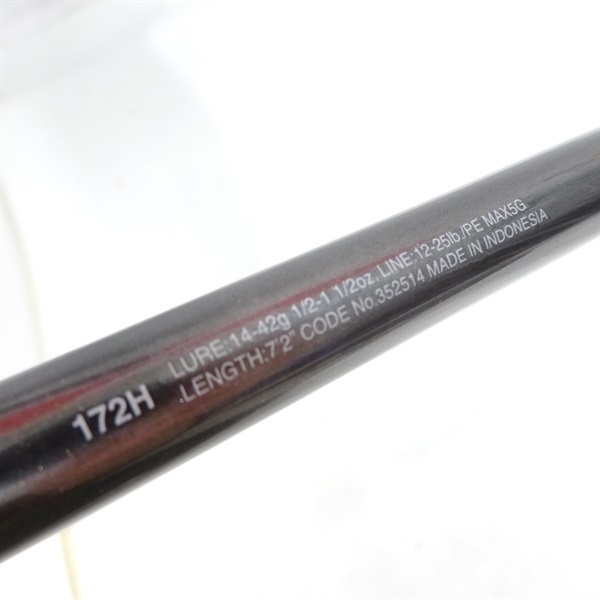 172H
LURE:14-42g 1/2-1 1/2oz. LINE:12-25lb./PE MAX5G
.LENGTH:7'2" CODE No.352514 MADE IN INDONESIA